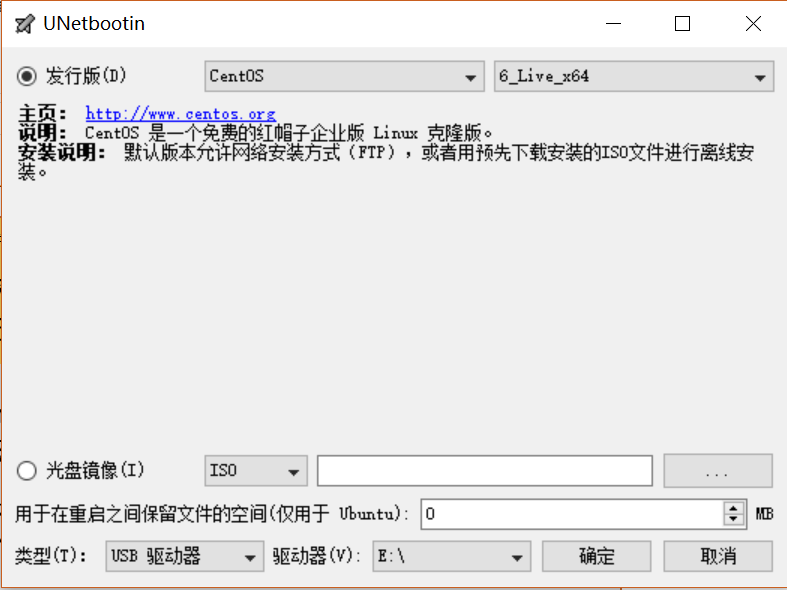 UNetbootin
发行版(D) CentOS 6_Live_x64
主页： http://www.centos.org
说明： CentOS 是一个免费的红帽子企业版 Linux 克隆版。
安装说明： 默认版本允许网络安装方式（FTP），或者用预先下载安装的ISO文件进行离线安
装。
光盘镜像(I) ISO ...
用于在重启之间保留文件的空间(仅用于 Ubuntu): 0 MB
类型(T): USB 驱动器 驱动器(V): E:\ 确定 取消